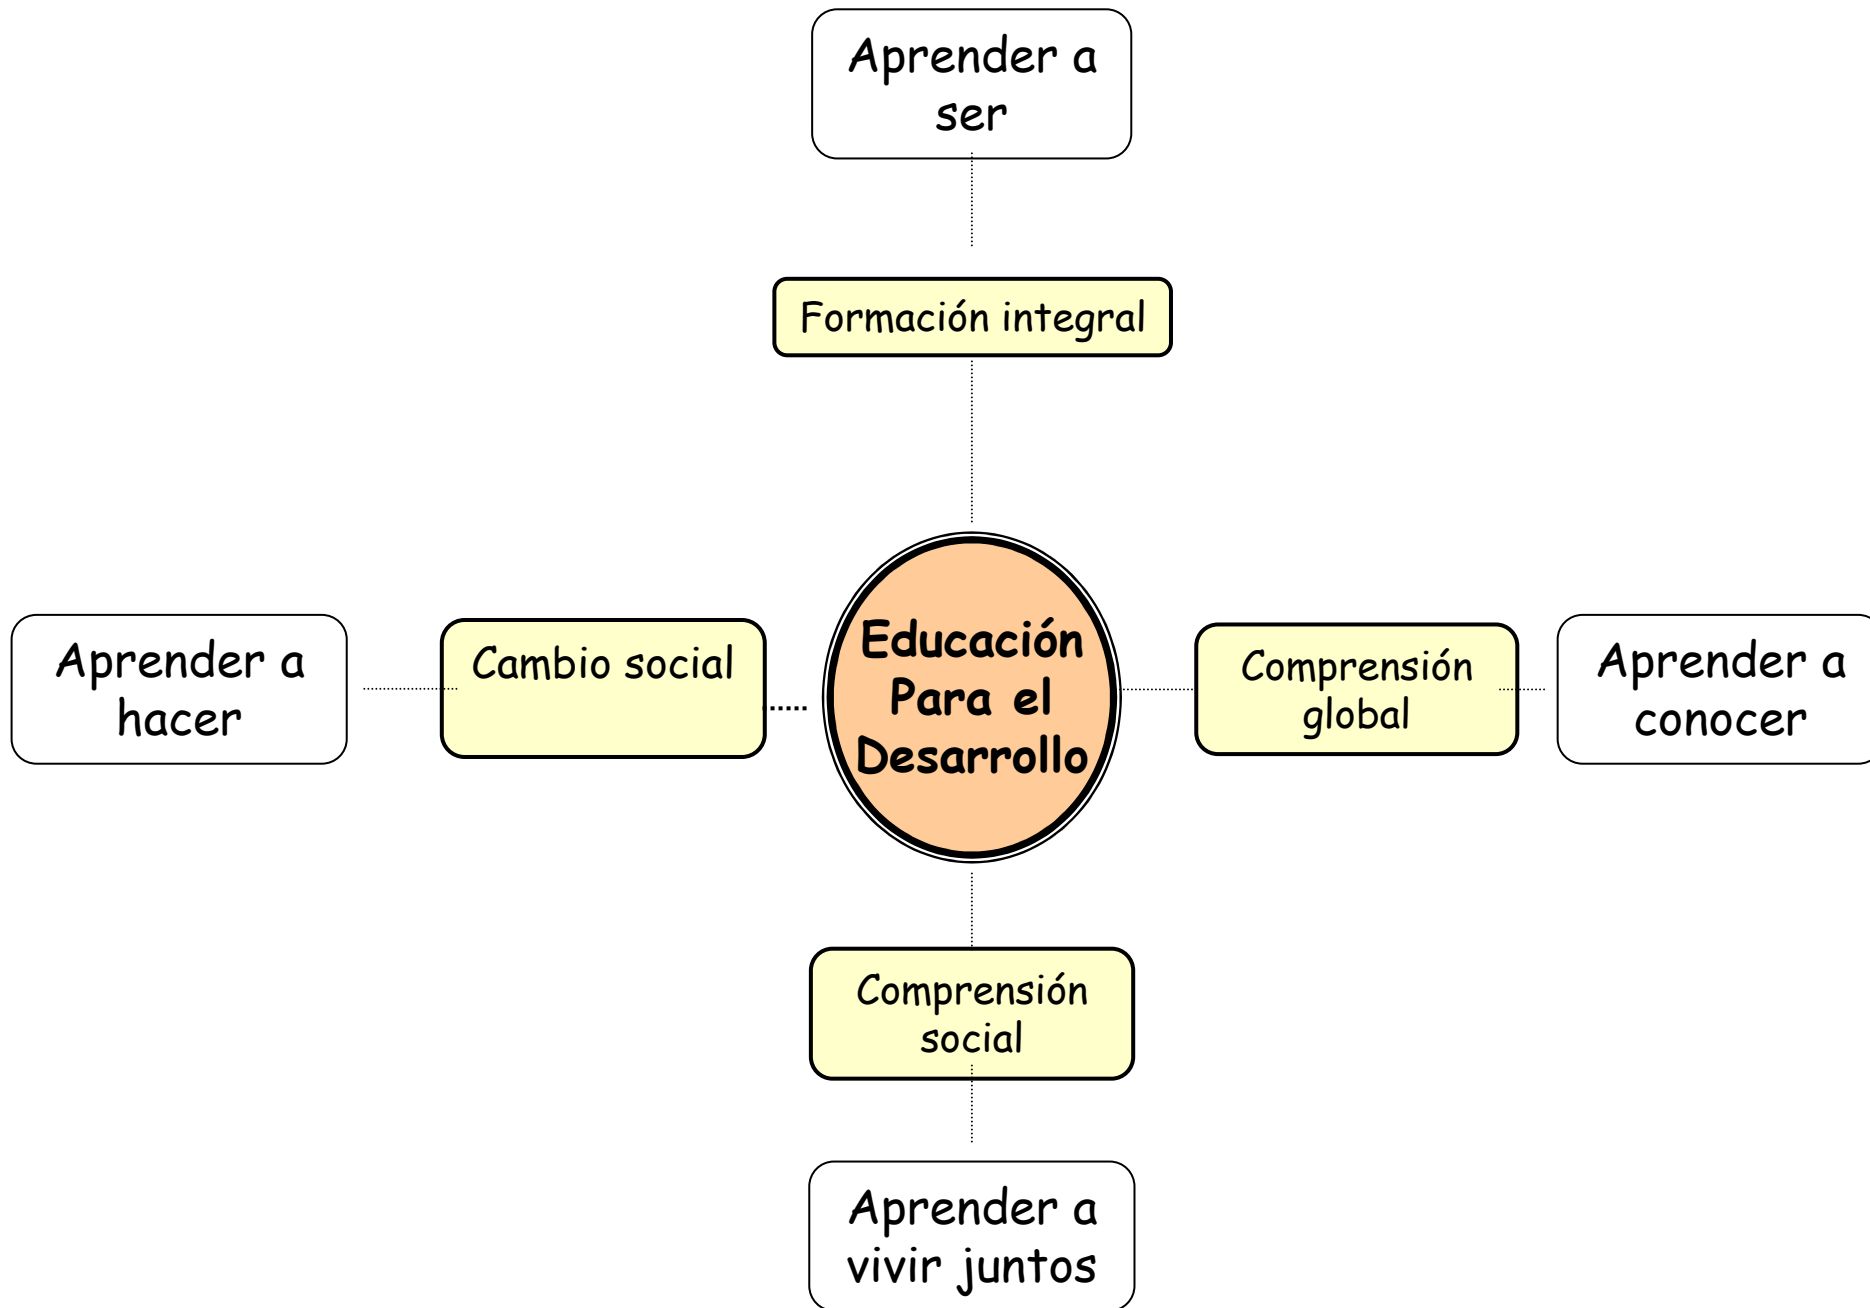 Aprender a
ser
Formación integral
Aprender a
hacer
Cambio social
Educación
Para el
Desarrollo
Comprensión
global
Aprender a
conocer
Comprensión
social
Aprender a
vivir juntos